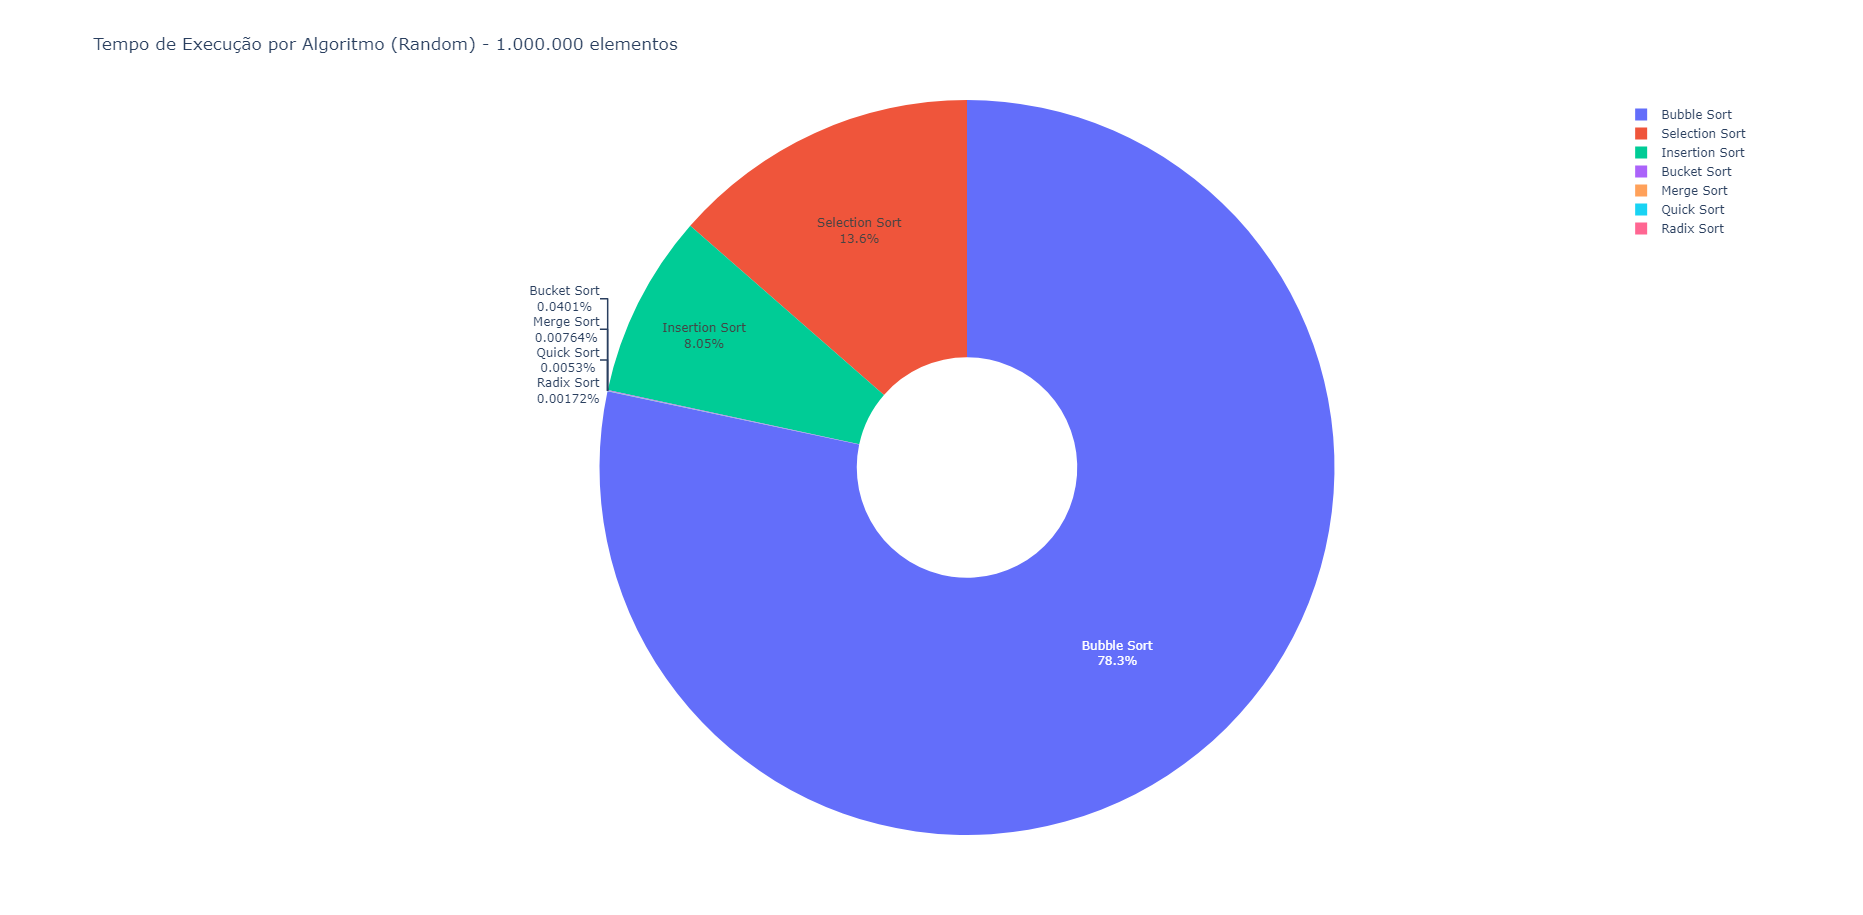 Tempo de Execução por Algoritmo (Random) - 1.000.000 elementos
Bubble Sort
Selection Sort
Insertion Sort
Bucket Sort
Merge Sort
Quick Sort
Radix Sort
Selection Sort
13.6%
Bucket Sort
0.0401%
Merge Sort
0.00764%
Quick Sort
0.0053%
Radix Sort
0.00172%
Insertion Sort
8.05%
Bubble Sort
78.3%